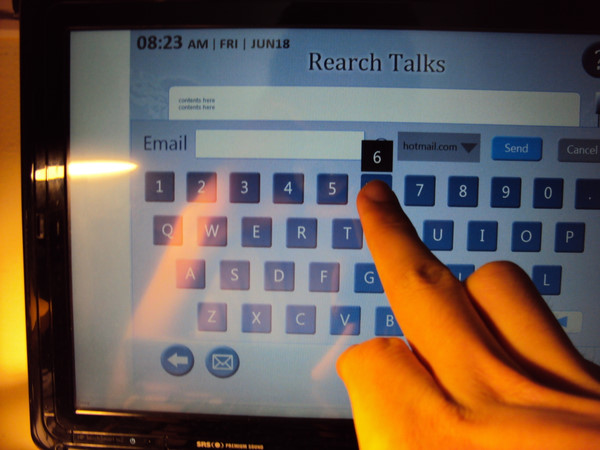 08:23 AM | FRI | JUN18
Rearch Talks
?
contents here
contents here
Email
hotmail.com
Send
Cancel
6
1 2 3 4 5 7 8 9 0 .
Q W E R T U I O P
A S D F G L
Z X C V B
SRS PREMIUM SOUND